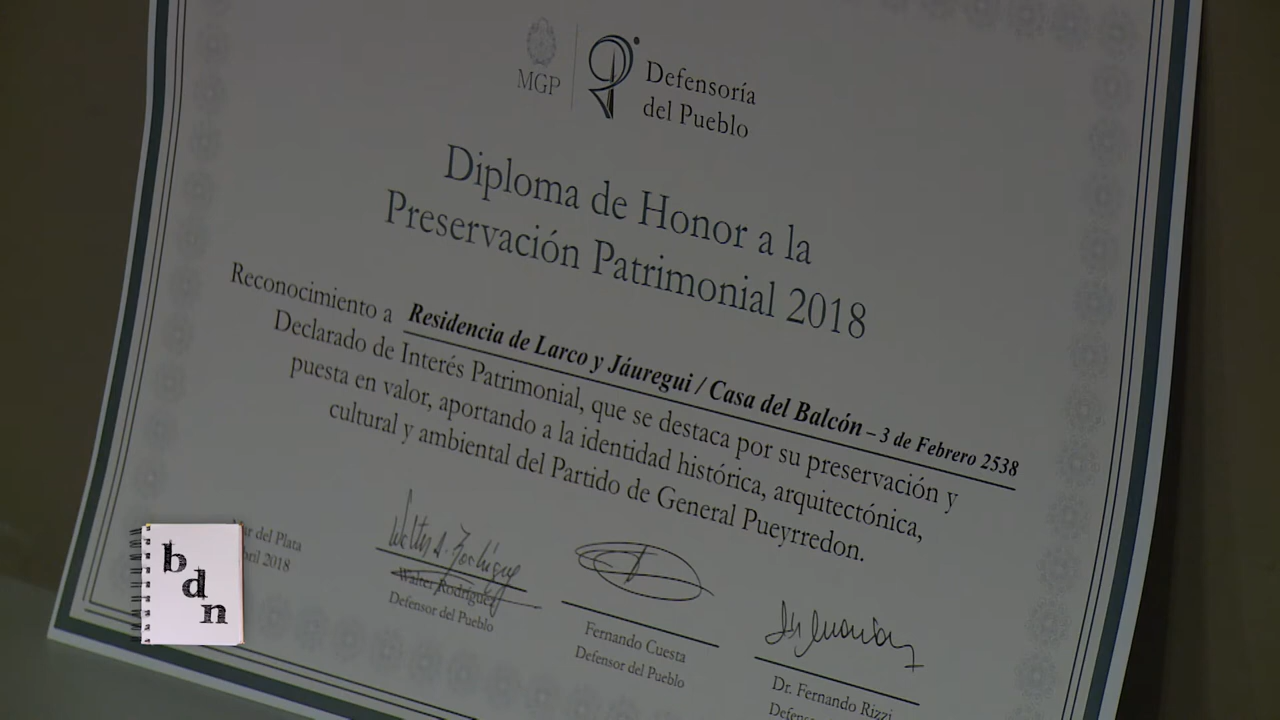 MGP
Defensoría
del Pueblo
Diploma de Honor a la
Preservación Patrimonial 2018
Reconocimiento a Residencia de Larco y Jáuregui / Casa del Balcón – 3 de Febrero 2538
Declarado de Interés Patrimonial, que se destaca por su preservación y
puesta en valor, aportando a la identidad histórica, arquitectónica,
cultural y ambiental del Partido de General Pueyrredon.
del Plata
2018
Walter Rodríguez
Defensor del Pueblo
Fernando Cuesta
Defensor del Pueblo
Dr. Fernando Rizzi
b
d
n